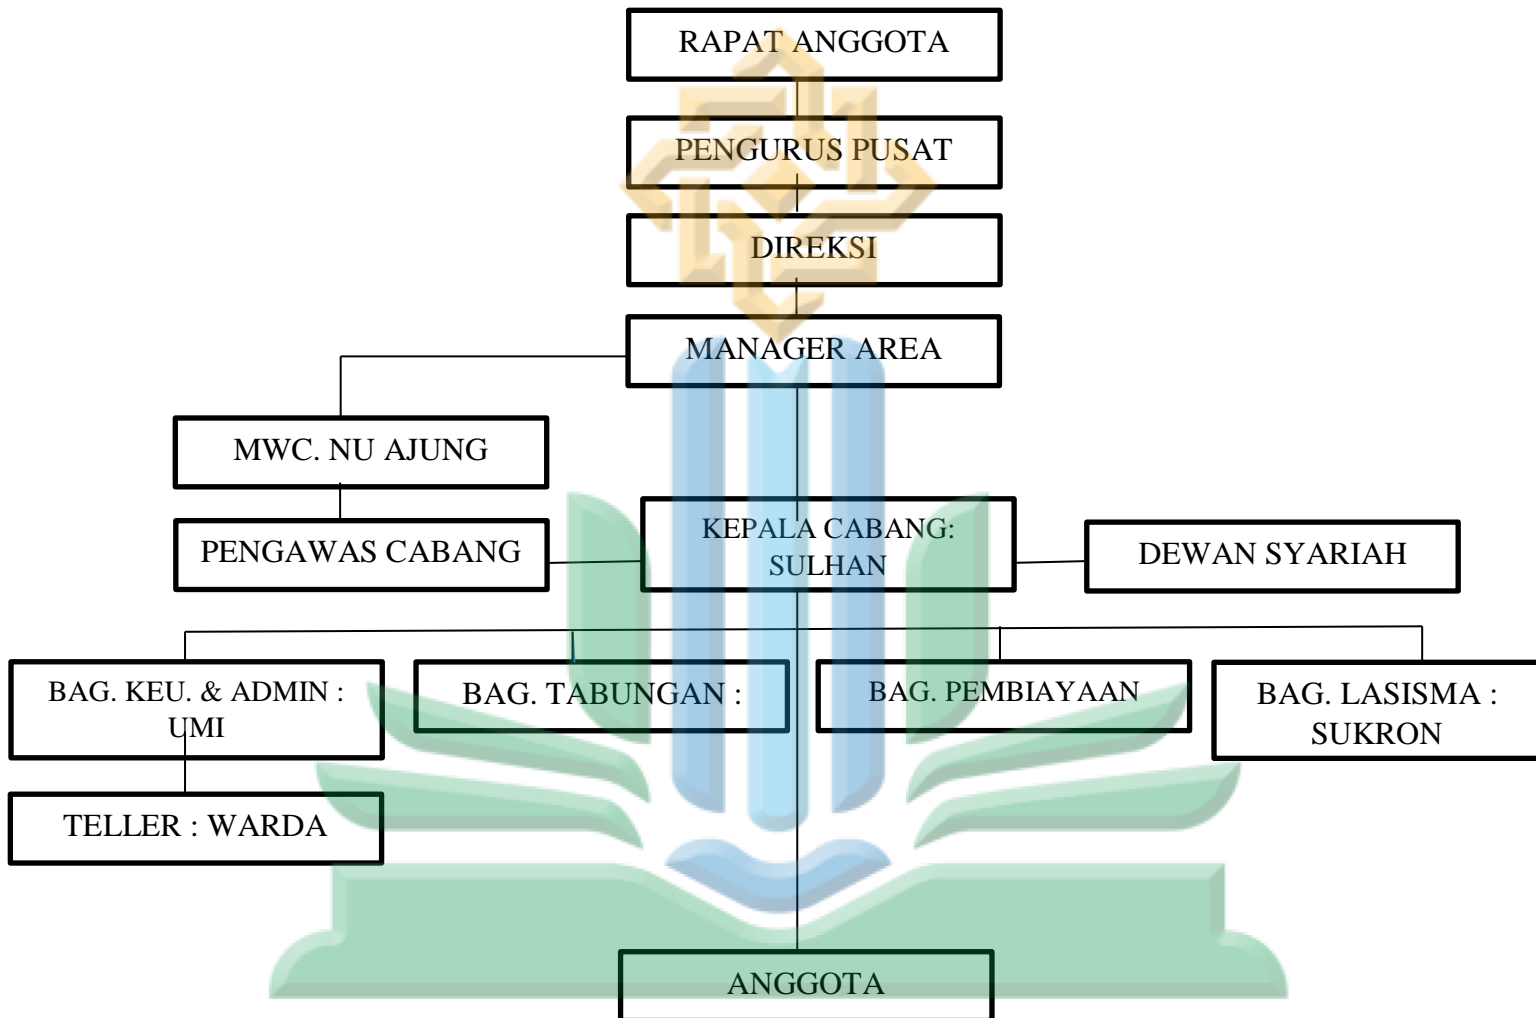 RAPAT ANGGOTA
PENGURUS PUSAT
DIREKSI
MANAGER AREA
MWC. NU AJUNG
PENGAWAS CABANG
KEPALA CABANG:
SULHAN
DEWAN SYARIAH
BAG. KEU. & ADMIN :
UMI
BAG. TABUNGAN :
BAG. PEMBIAYAAN
BAG. LASISMA :
SUKRON
TELLER : WARDA
ANGGOTA